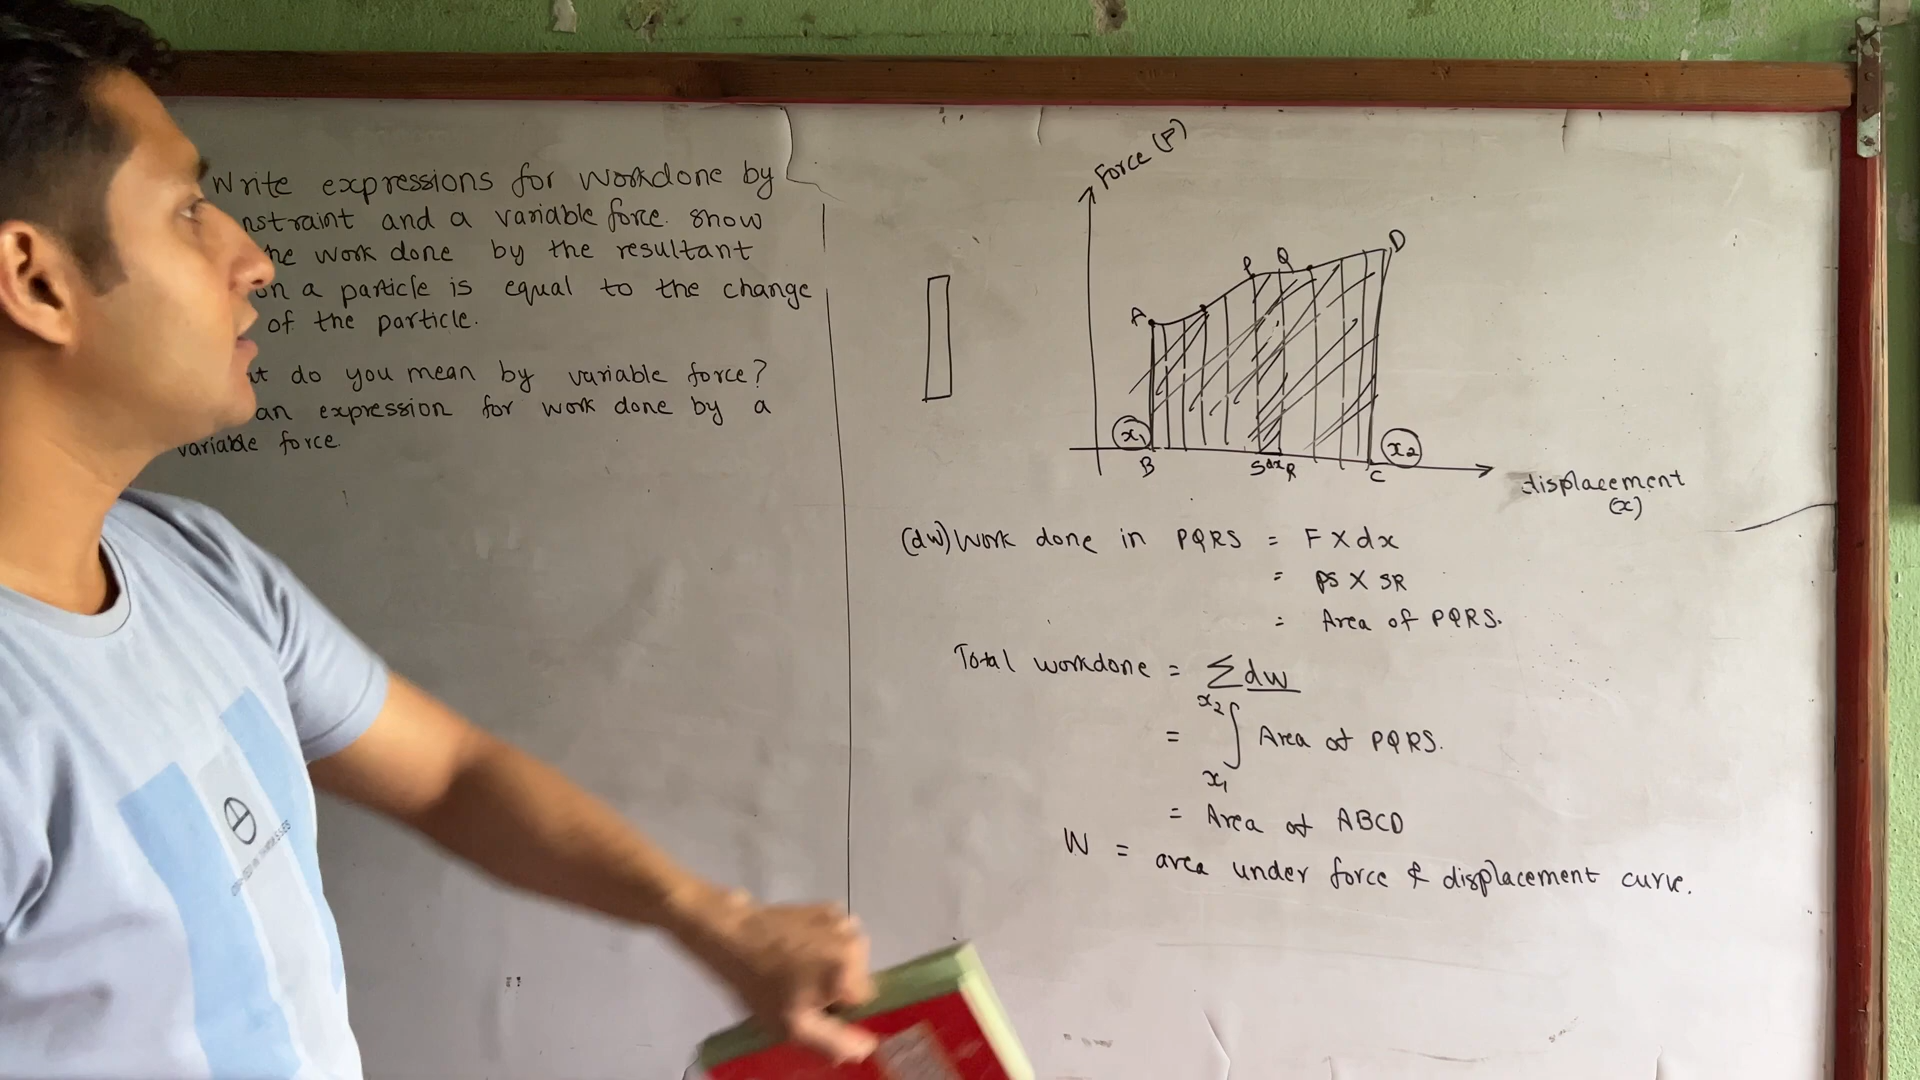 Write expressions for workdone by
nstraint and a variable force. show
he work done by the resultant
on a particle is equal to the change
of the particle.
t do you mean by variable force?
an expression for work done by a
variable force.
Force (F)
A
P Q
D
x₁
x₂
B
S dx R
C
displacement
(x)
(dw) Work done in PQRS = F X dx
= PS X SR
= Area of PQRS.
Total workdone = ∑dw
x₂
= ∫ Area of PQRS.
x₁
= Area of ABCD
W = area under force & displacement curve.